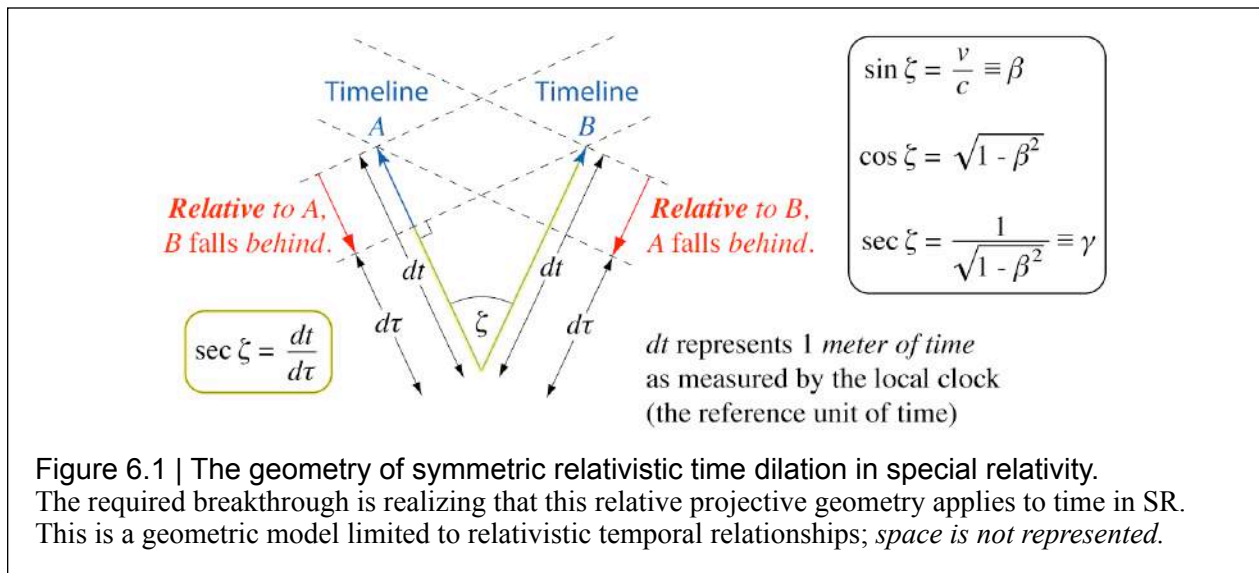 Timeline
A
Timeline
B
Relative to A,
B falls behind.
Relative to B,
A falls behind.
dt
dt
dτ
dτ
ζ
sec ζ = dt/dτ
sin ζ = v/c ≡ β
cos ζ = √(1 - β²)
sec ζ = 1/√(1 - β²) ≡ γ
dt represents 1 meter of time
as measured by the local clock
(the reference unit of time)
Figure 6.1 | The geometry of symmetric relativistic time dilation in special relativity.
The required breakthrough is realizing that this relative projective geometry applies to time in SR.
This is a geometric model limited to relativistic temporal relationships; space is not represented.